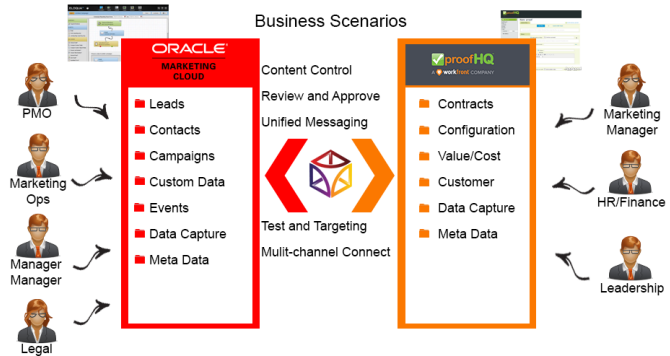 Business Scenarios
ORACLE
MARKETING
CLOUD
Leads
Contacts
Campaigns
Custom Data
Events
Data Capture
Meta Data
Content Control
Review and Approve
Unified Messaging
Test and Targeting
Mulit-channel Connect
proofHQ
A workfront COMPANY
Contracts
Configuration
Value/Cost
Customer
Data Capture
Meta Data
PMO
Marketing
Ops
Manager
Manager
Legal
Marketing
Manager
HR/Finance
Leadership